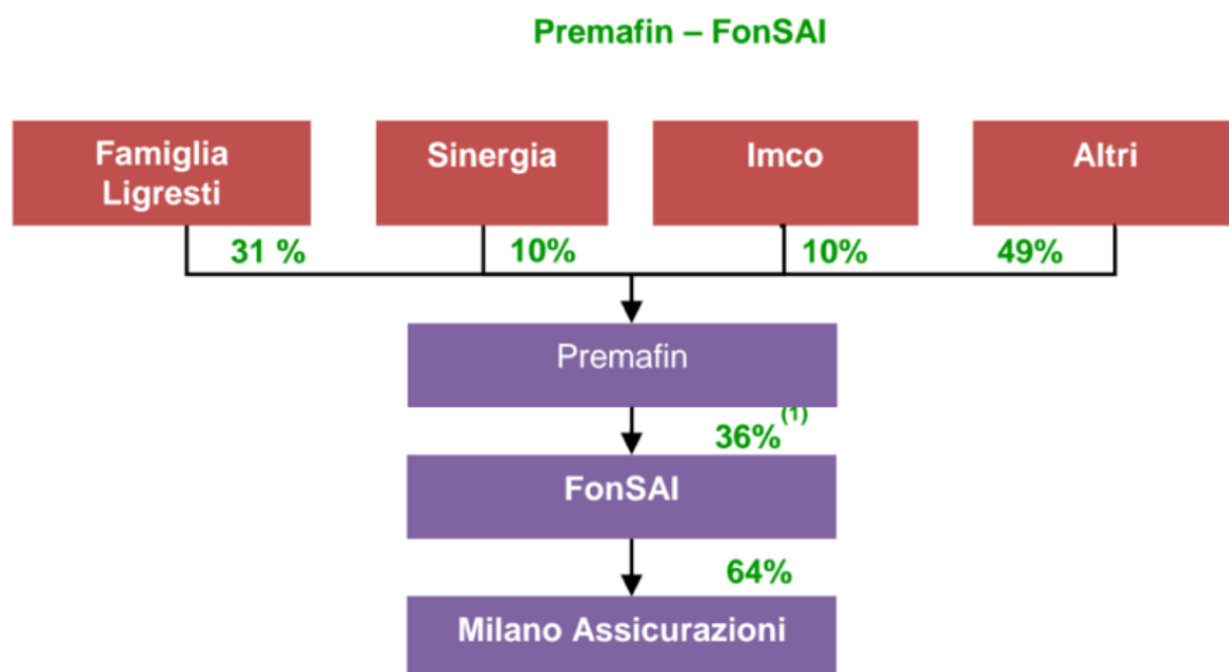 Premafin – FonSAI
Famiglia
Ligresti
Sinergia
Imco
Altri
31 %
10%
10%
49%
Premafin
36%(1)
FonSAI
64%
Milano Assicurazioni